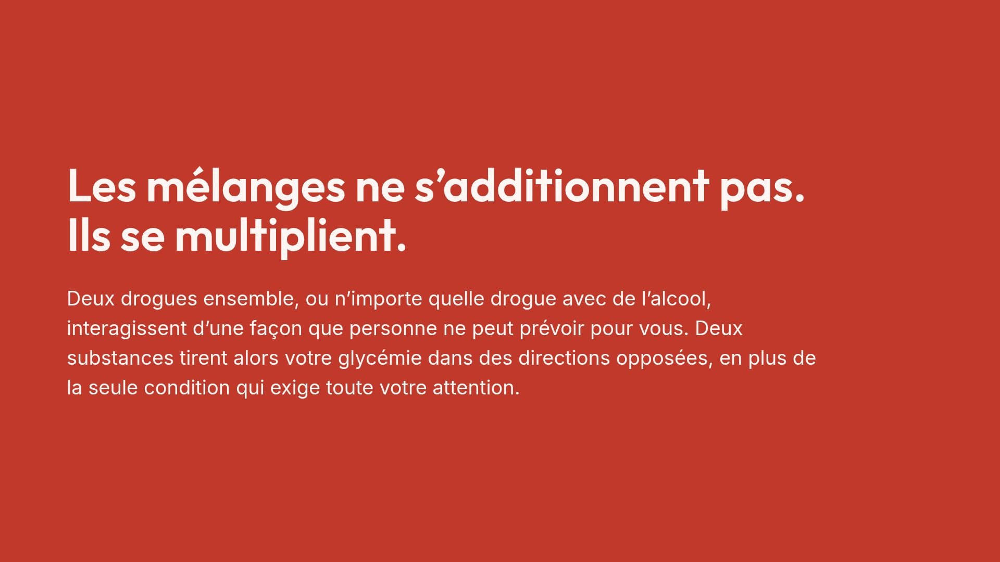 Les mélanges ne s’additionnent pas.
Ils se multiplient.
Deux drogues ensemble, ou n’importe quelle drogue avec de l’alcool,
interagissent d’une façon que personne ne peut prévoir pour vous. Deux
substances tirent alors votre glycémie dans des directions opposées, en plus de
la seule condition qui exige toute votre attention.